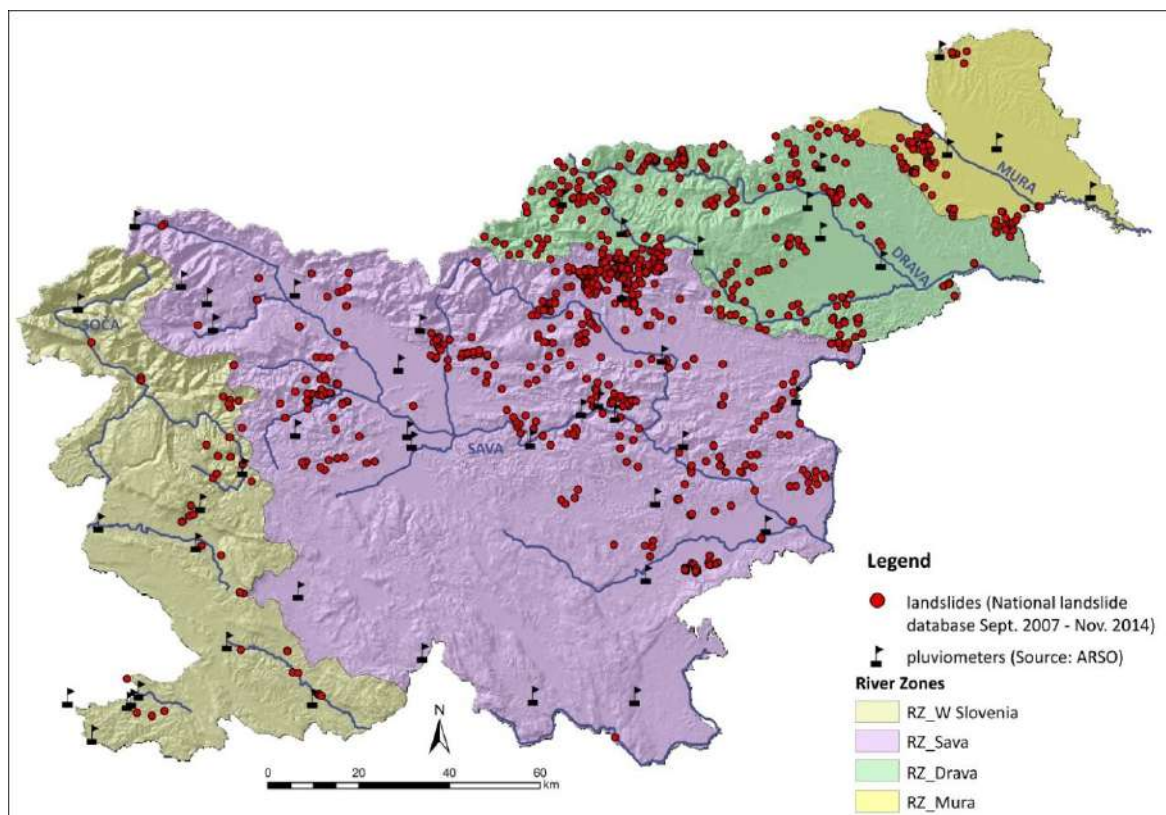 MURA
DRAVA
SOČA
SAVA
Legend
landslides (National landslide
database Sept. 2007 - Nov. 2014)
pluviometers (Source: ARSO)
River Zones
RZ_W Slovenia
RZ_Sava
RZ_Drava
RZ_Mura
N
0 20 40 60
km